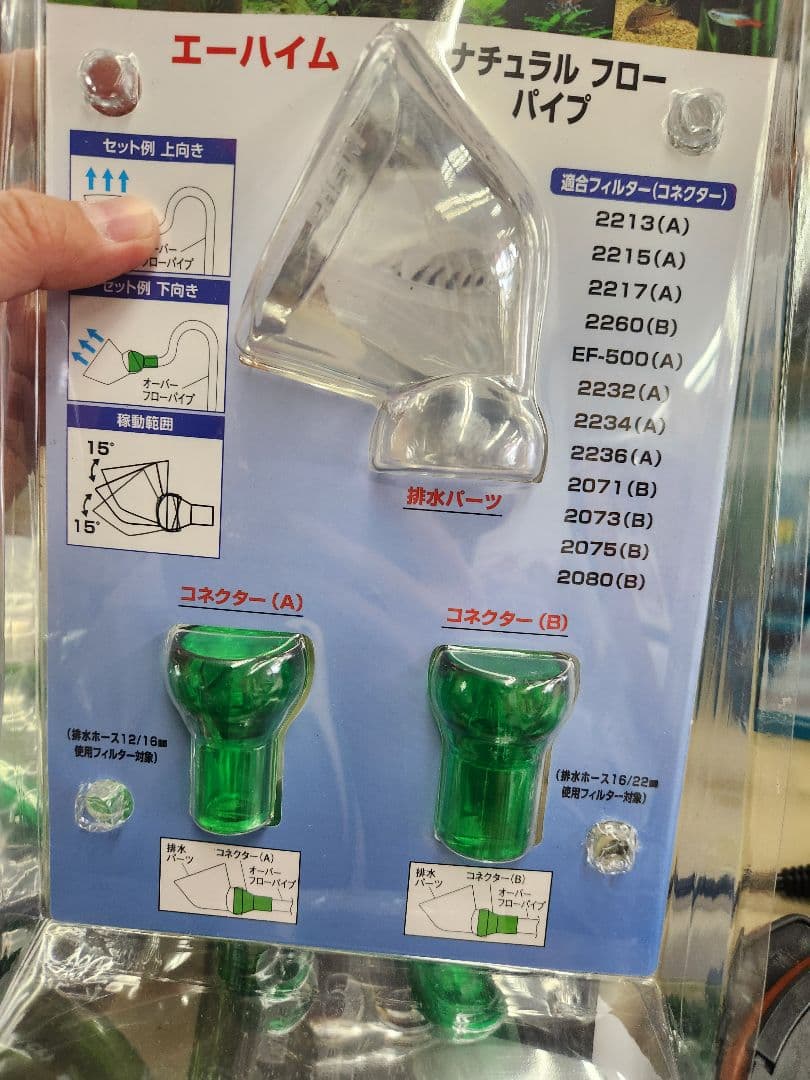 エーハイム
ナチュラル フロー
パイプ
セット例 上向き
フローパイプ
セット例 下向き
オーバー
フローパイプ
稼動範囲
15°
15°
適合フィルター(コネクター)
2213(A)
2215(A)
2217(A)
2260(B)
EF-500(A)
2232(A)
2234(A)
2236(A)
2071(B)
2073(B)
2075(B)
2080(B)
排水パーツ
コネクター(A)
コネクター(B)
(排水ホース12/16㎜
使用フィルター対象)
(排水ホース16/22㎜
使用フィルター対象)
排水
パーツ
コネクター(A)
オーバー
フローパイプ
排水
パーツ
コネクター(B)
オーバー
フローパイプ